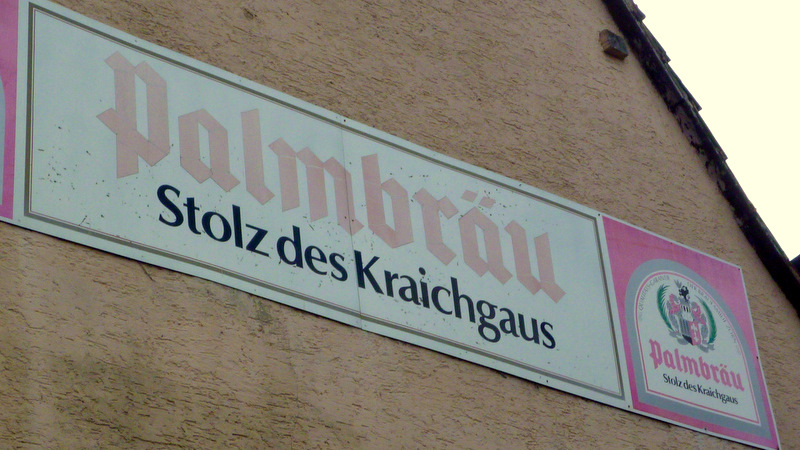 Palmbräu
Stolz des Kraichgaus
Palmbräu
Stolz des Kraichgaus